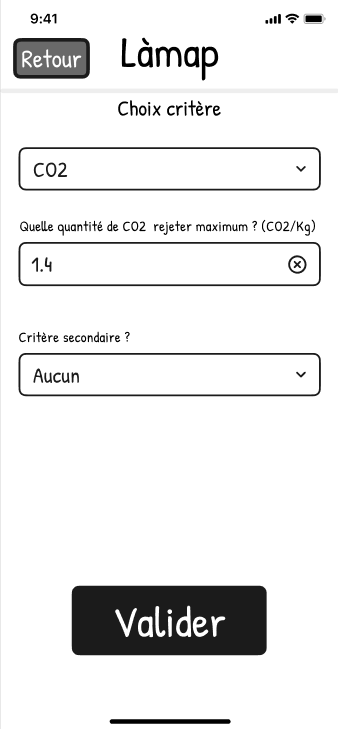 9:41
Retour
Làmap
Choix critère
CO2
Quelle quantité de CO2 rejeter maximum ? (CO2/Kg)
1.4
Critère secondaire ?
Aucun
Valider